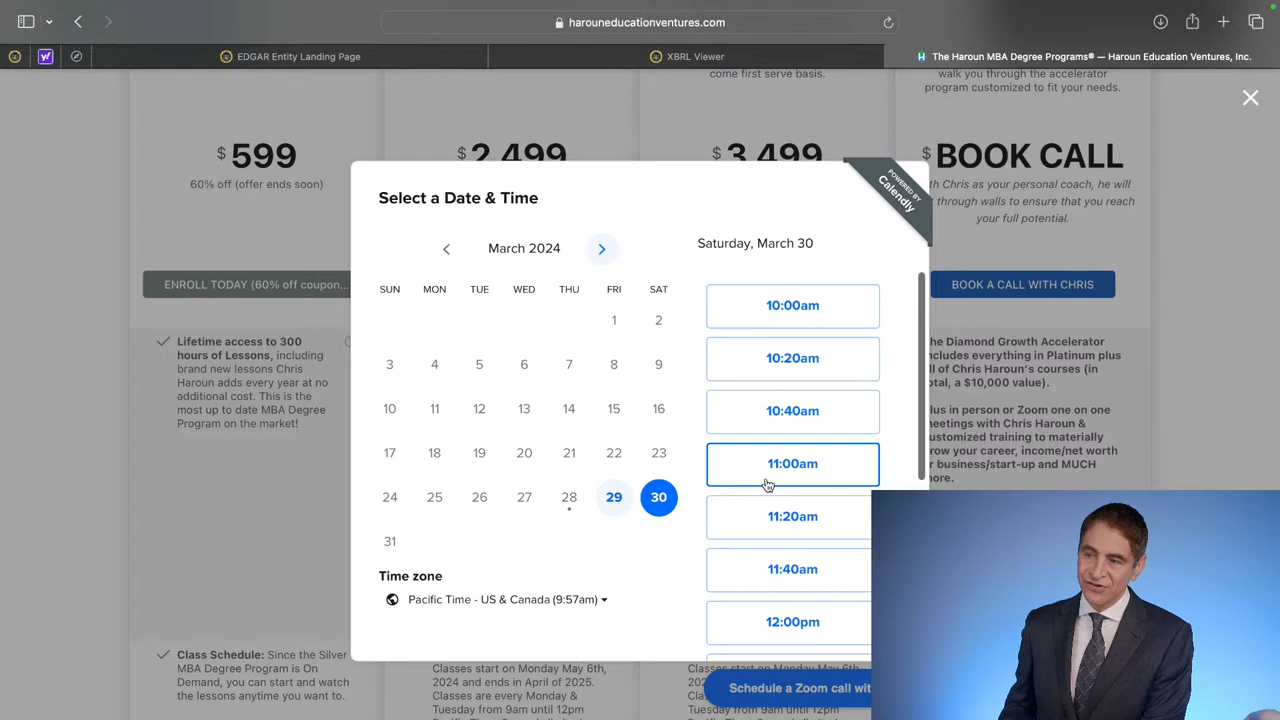 harouneducationventures.com
EDGAR Entity Landing Page
XBRL Viewer
The Haroun MBA Degree Programs® — Haroun Education Ventures, Inc.
come first serve basis.
walk you through the accelerator
program customized to fit your needs.
$ 599
60% off (offer ends soon)
$ 2,499
$ 3,499
$ BOOK CALL
th Chris as your personal coach, he will
through walls to ensure that you reach
your full potential.
ENROLL TODAY (60% off coupon...
BOOK A CALL WITH CHRIS
Lifetime access to 300
hours of Lessons, including
brand new lessons Chris
Haroun adds every year at no
additional cost. This is the
most up to date MBA Degree
Program on the market!
Class Schedule: Since the Silver
MBA Degree Program is On
Demand, you can start and watch
the lessons anytime you want to.
Select a Date & Time
POWERED BY
Calendly
March 2024
SUN MON TUE WED THU FRI SAT
1 2
3 4 5 6 7 8 9
10 11 12 13 14 15 16
17 18 19 20 21 22 23
24 25 26 27 28 29 30
31
Time zone
Pacific Time - US & Canada (9:57am)
Saturday, March 30
10:00am
10:20am
10:40am
11:00am
11:20am
11:40am
12:00pm
he Diamond Growth Accelerator
ncludes everything in Platinum plus
ll of Chris Haroun's courses (in
otal, a $10,000 value).
lus in person or Zoom one on one
meetings with Chris Haroun &
ustomized training to materially
row your career, income/net worth
r business/start-up and MUCH
more.
Classes start on Monday May 6th,
2024 and ends in April of 2025.
Classes are every Monday &
Tuesday from 9am until 12pm
Schedule a Zoom call wit